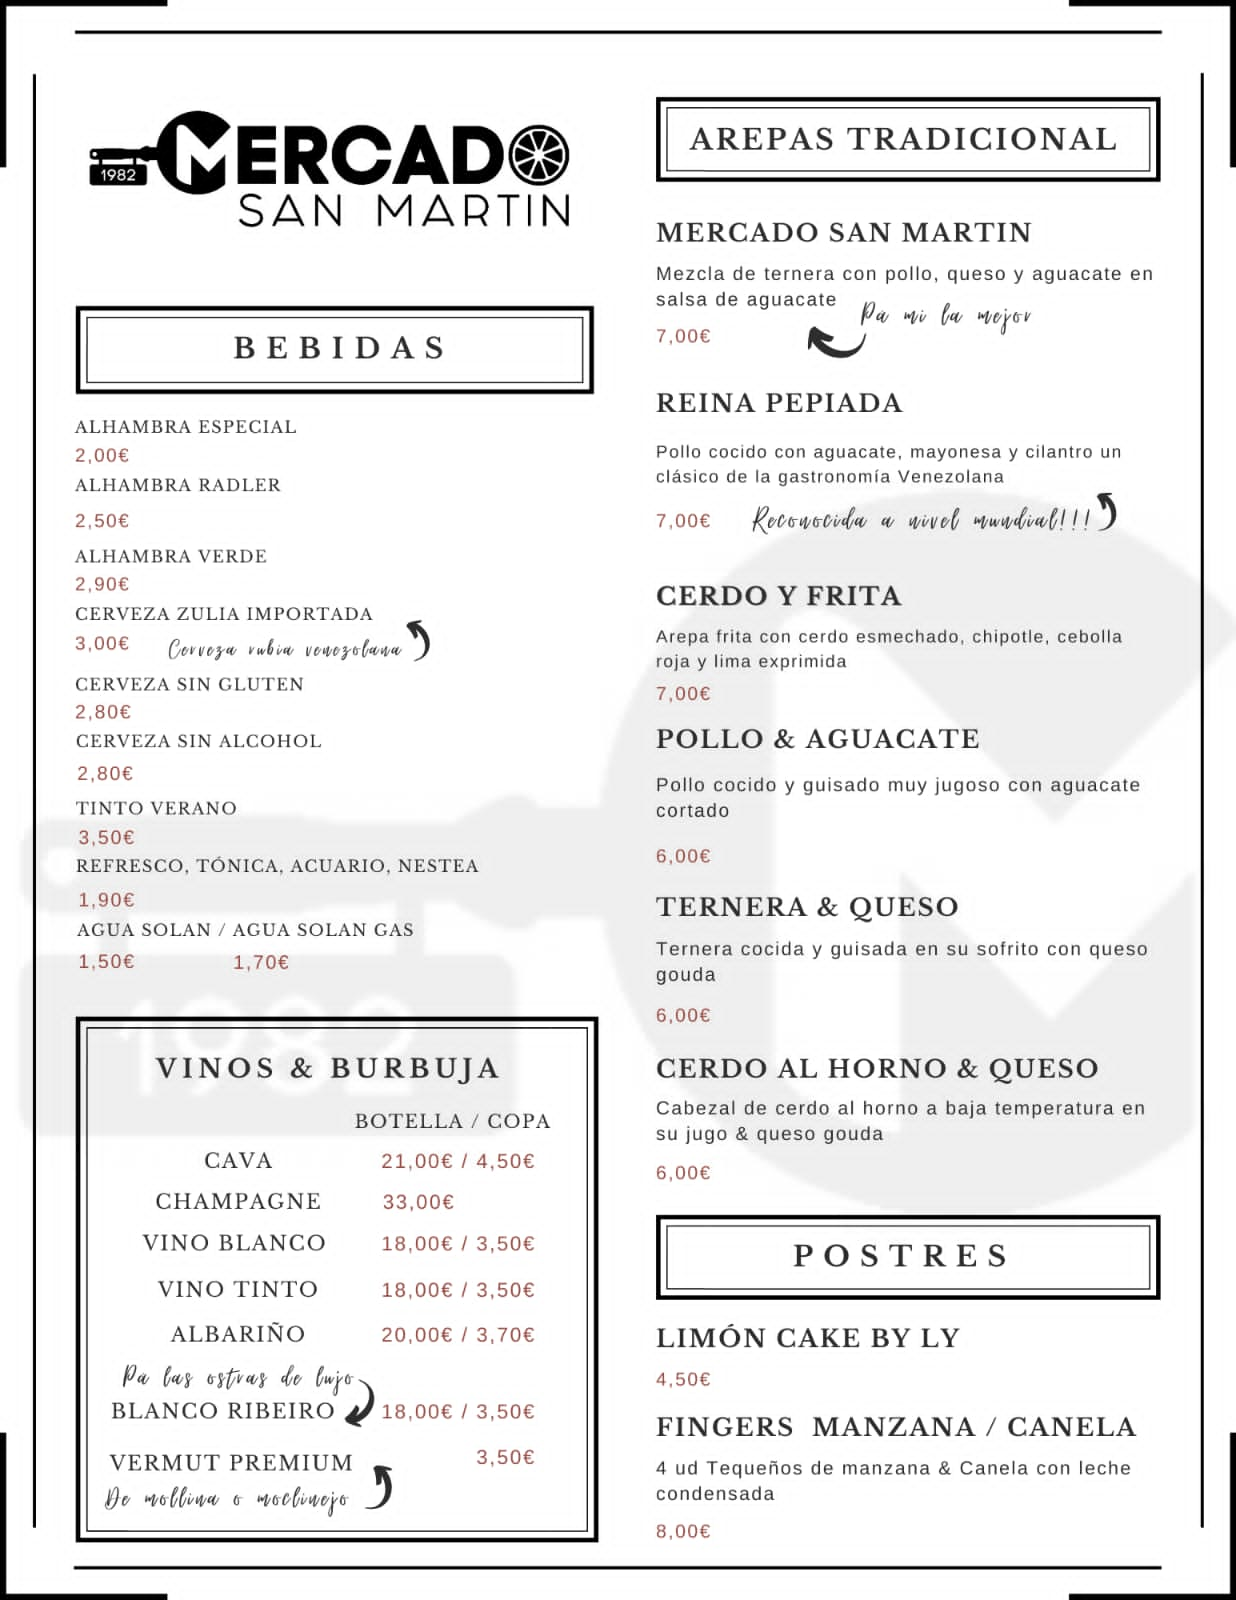 1982
MERCADO
SAN MARTIN
BEBIDAS
ALHAMBRA ESPECIAL
2,00€
ALHAMBRA RADLER
2,50€
ALHAMBRA VERDE
2,90€
CERVEZA ZULIA IMPORTADA
3,00€ Cerveza rubia venezolana
CERVEZA SIN GLUTEN
2,80€
CERVEZA SIN ALCOHOL
2,80€
TINTO VERANO
3,50€
REFRESCO, TÓNICA, ACUARIO, NESTEA
1,90€
AGUA SOLAN / AGUA SOLAN GAS
1,50€ 1,70€
1982
VINOS & BURBUJA
BOTELLA / COPA
CAVA 21,00€ / 4,50€
CHAMPAGNE 33,00€
VINO BLANCO 18,00€ / 3,50€
VINO TINTO 18,00€ / 3,50€
ALBARIÑO 20,00€ / 3,70€
Pa las ostras de lujo
BLANCO RIBEIRO 18,00€ / 3,50€
VERMUT PREMIUM 3,50€
De mollina o moclinejo
AREPAS TRADICIONAL
MERCADO SAN MARTIN
Mezcla de ternera con pollo, queso y aguacate en
salsa de aguacate
Pa mi la mejor
7,00€
REINA PEPIADA
Pollo cocido con aguacate, mayonesa y cilantro un
clásico de la gastronomía Venezolana
7,00€ Reconocida a nivel mundial!!!
CERDO Y FRITA
Arepa frita con cerdo esmechado, chipotle, cebolla
roja y lima exprimida
7,00€
POLLO & AGUACATE
Pollo cocido y guisado muy jugoso con aguacate
cortado
6,00€
TERNERA & QUESO
Ternera cocida y guisada en su sofrito con queso
gouda
6,00€
CERDO AL HORNO & QUESO
Cabezal de cerdo al horno a baja temperatura en
su jugo & queso gouda
6,00€
POSTRES
LIMÓN CAKE BY LY
4,50€
FINGERS MANZANA / CANELA
4 ud Tequeños de manzana & Canela con leche
condensada
8,00€